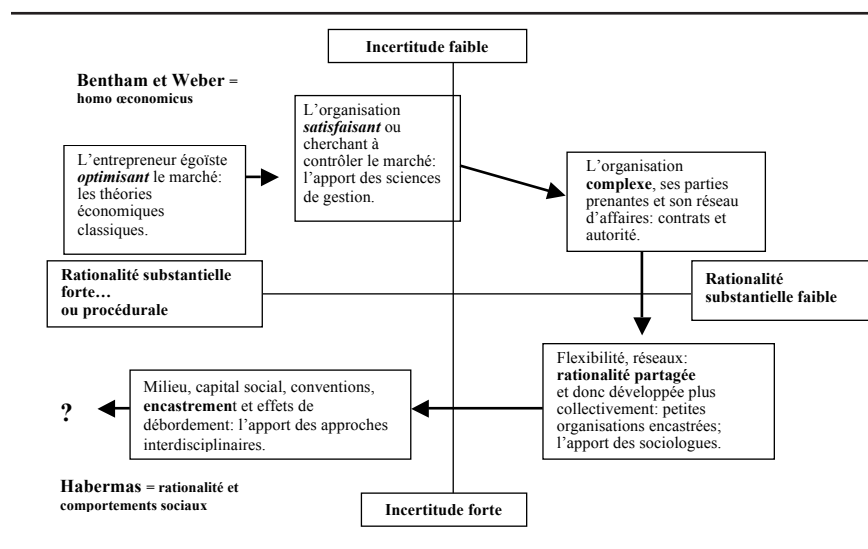 Incertitude faible
Bentham et Weber =
homo œconomicus
L’organisation
satisfaisant ou
cherchant à
contrôler le marché:
l’apport des sciences
de gestion.
L’entrepreneur égoïste
optimisant le marché:
les théories
économiques
classiques.
L’organisation
complexe, ses parties
prenantes et son réseau
d’affaires: contrats et
autorité.
Rationalité substantielle
forte…
ou procédurale
Rationalité
substantielle faible
Flexibilité, réseaux:
rationalité partagée
et donc développée plus
collectivement: petites
organisations encastrées;
l’apport des sociologues.
Milieu, capital social, conventions,
encastrement et effets de
débordement: l’apport des approches
interdisciplinaires.
?
Habermas = rationalité et
comportements sociaux
Incertitude forte